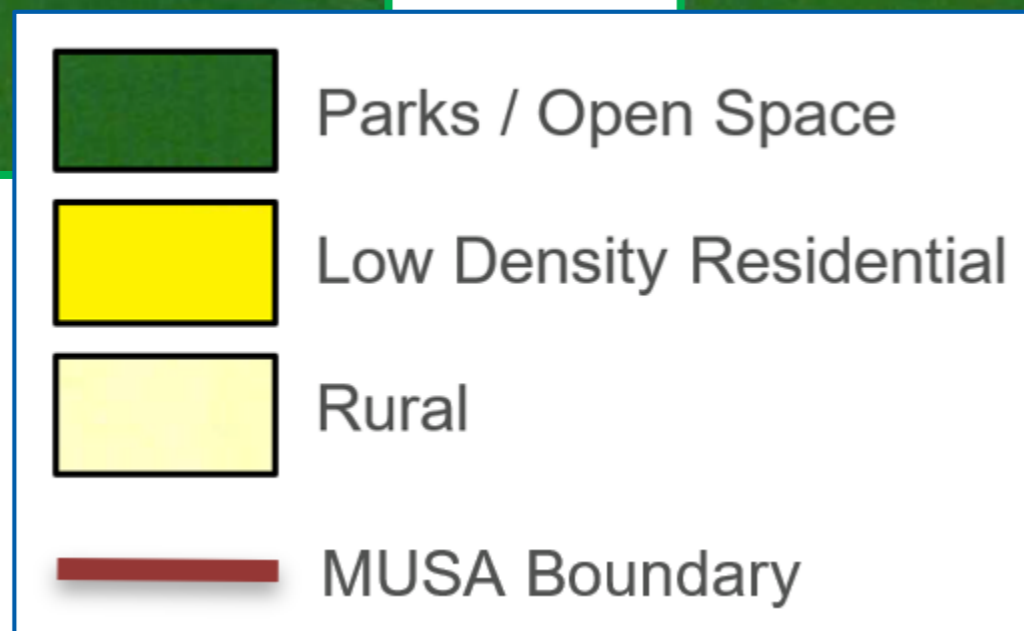 Parks / Open Space
Low Density Residential
Rural
MUSA Boundary